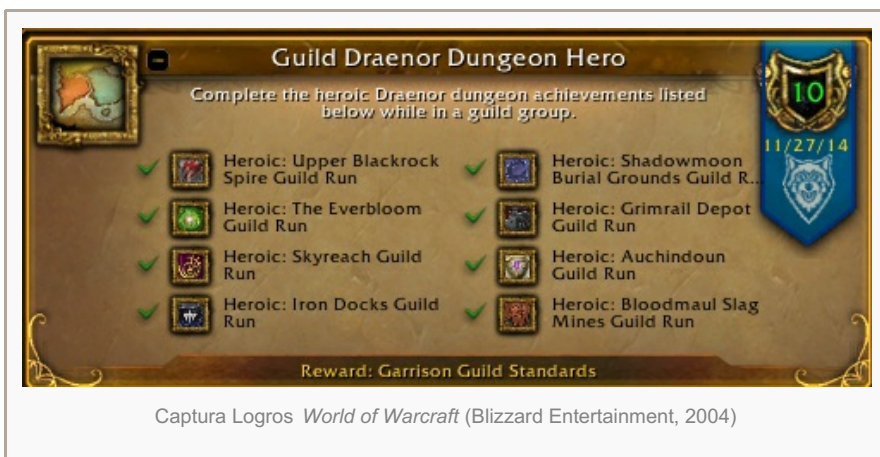 Guild Draenor Dungeon Hero
10
Complete the heroic Draenor dungeon achievements listed
below while in a guild group.
11/27/14
Heroic: Upper Blackrock
Spire Guild Run
Heroic: Shadowmoon
Burial Grounds Guild R...
Heroic: The Everbloom
Guild Run
Heroic: Grimrail Depot
Guild Run
Heroic: Skyreach Guild
Run
Heroic: Auchindoun
Guild Run
Heroic: Iron Docks Guild
Run
Heroic: Bloodmaul Slag
Mines Guild Run
Reward: Garrison Guild Standards
Captura Logros World of Warcraft (Blizzard Entertainment, 2004)